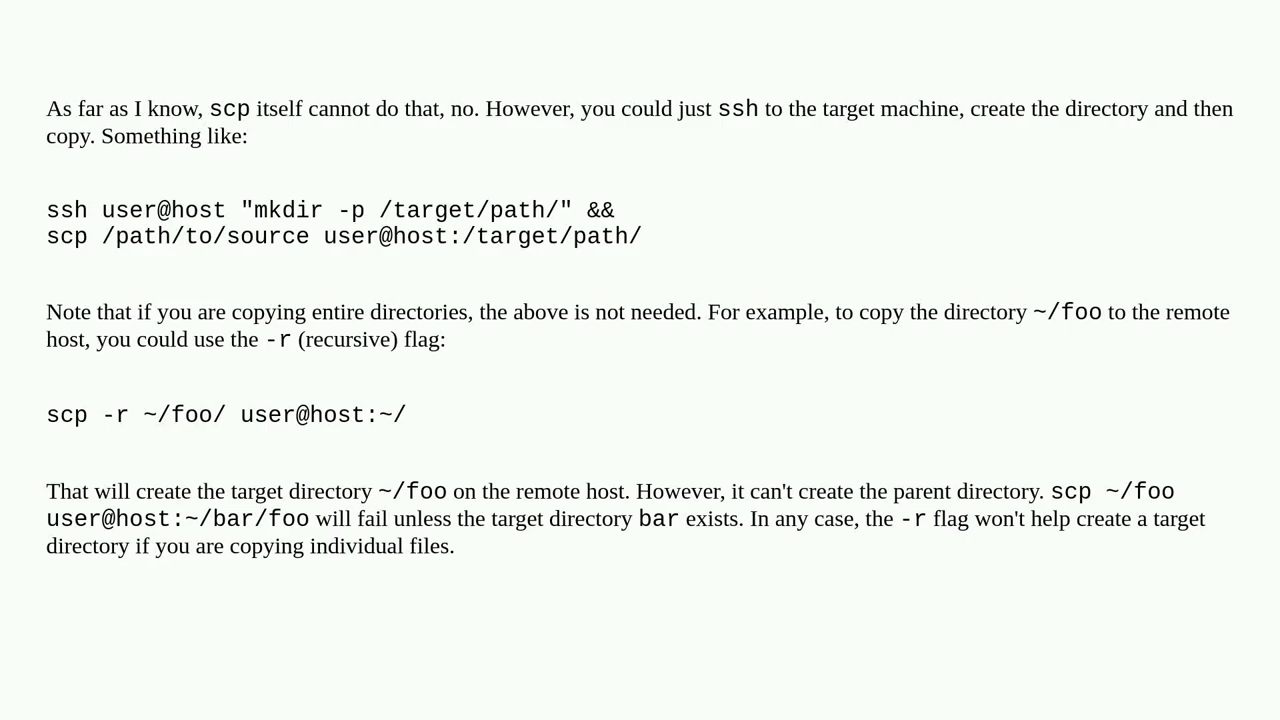 As far as I know, scp itself cannot do that, no. However, you could just ssh to the target machine, create the directory and then
copy. Something like:
ssh user@host "mkdir -p /target/path/" &&
scp /path/to/source user@host:/target/path/
Note that if you are copying entire directories, the above is not needed. For example, to copy the directory ~/foo to the remote
host, you could use the -r (recursive) flag:
scp -r ~/foo/ user@host:~/
That will create the target directory ~/foo on the remote host. However, it can't create the parent directory. scp ~/foo
user@host:~/bar/foo will fail unless the target directory bar exists. In any case, the -r flag won't help create a target
directory if you are copying individual files.